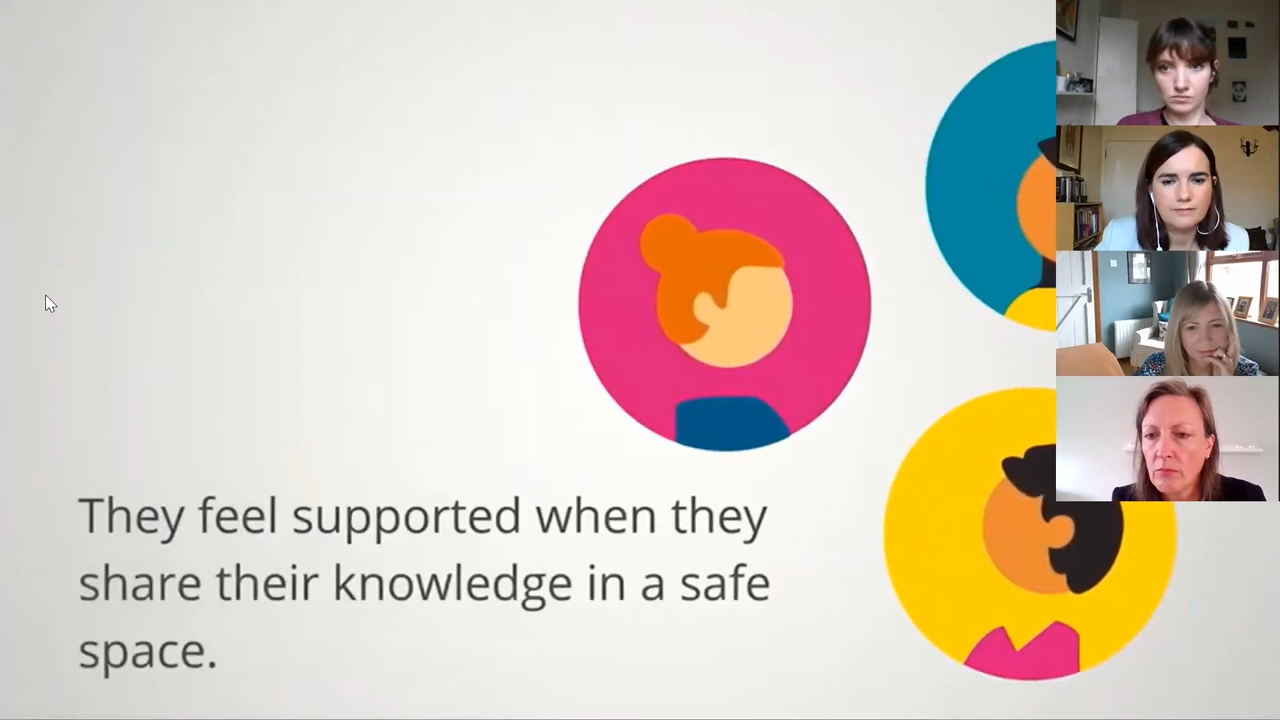 They feel supported when they
share their knowledge in a safe
space.